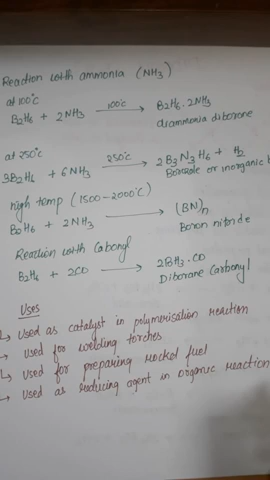 Reaction with ammonia (NH3)
at 100°c
B2H6 + 2NH3 100°c B2H6.2NH3
diammonia diborane
at 250°c
3B2H6 + 6NH3 250°c 2B3N3H6 + H2
Borazole or inorganic b
high temp (1500-2000°C)
B2H6 + 2NH3 → (BN)n
Boron nitride
Reaction with Cabonyl
B2H6 + 2CO → 2BH3.CO
Diborane Carbonyl
Uses
↳ used as catalyst in polymerisation reaction
↳ used for welding torches
↳ used for preparing rocket fuel
↳ used as reducing agent in organic reaction